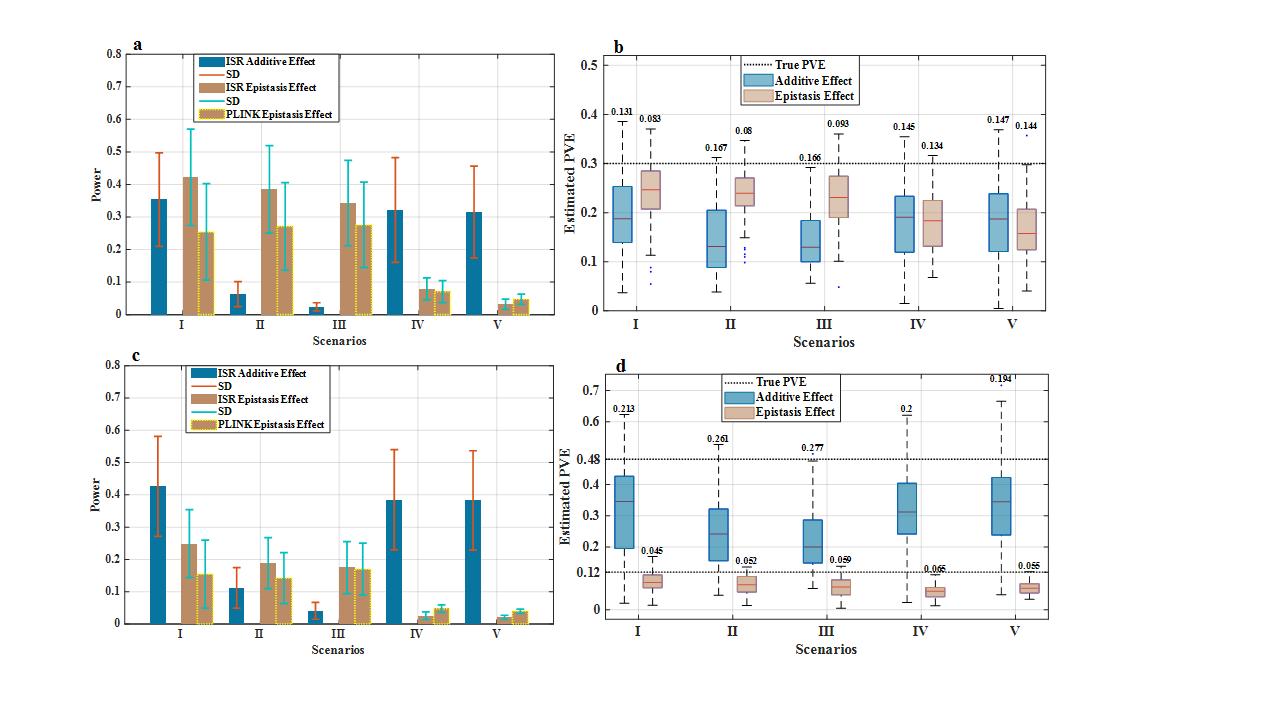 a
0.8
0.7
0.6
0.5
0.4
0.3
0.2
0.1
0
Power
ISR Additive Effect
SD
ISR Epistasis Effect
SD
PLINK Epistasis Effect
I II III IV V
Scenarios
b
0.5
0.4
0.3
0.2
0.1
0
Estimated PVE
True PVE
Additive Effect
Epistasis Effect
0.131 0.083 0.167 0.08 0.166 0.093 0.145 0.134 0.147 0.144
I II III IV V
Scenarios
c
0.8
0.7
0.6
0.5
0.4
0.3
0.2
0.1
0
Power
ISR Additive Effect
SD
ISR Epistasis Effect
SD
PLINK Epistasis Effect
I II III IV V
Scenarios
d
0.7
0.6
0.48
0.4
0.3
0.2
0.12
0
Estimated PVE
True PVE
Additive Effect
Epistasis Effect
0.213 0.045 0.261 0.052 0.277 0.059 0.2 0.065 0.194 0.055
I II III IV V
Scenarios